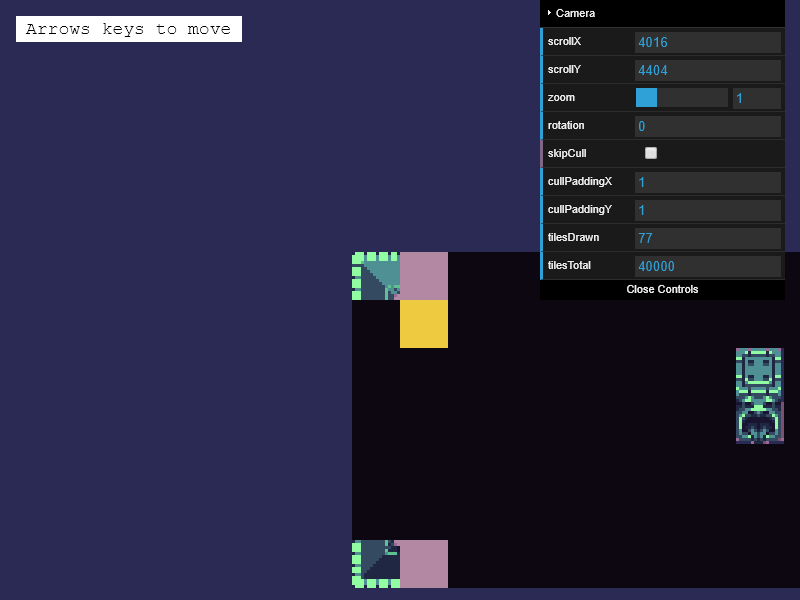 Arrows keys to move
Camera
scrollX 4016
scrollY 4404
zoom 1
rotation 0
skipCull
cullPaddingX 1
cullPaddingY 1
tilesDrawn 77
tilesTotal 40000
Close Controls